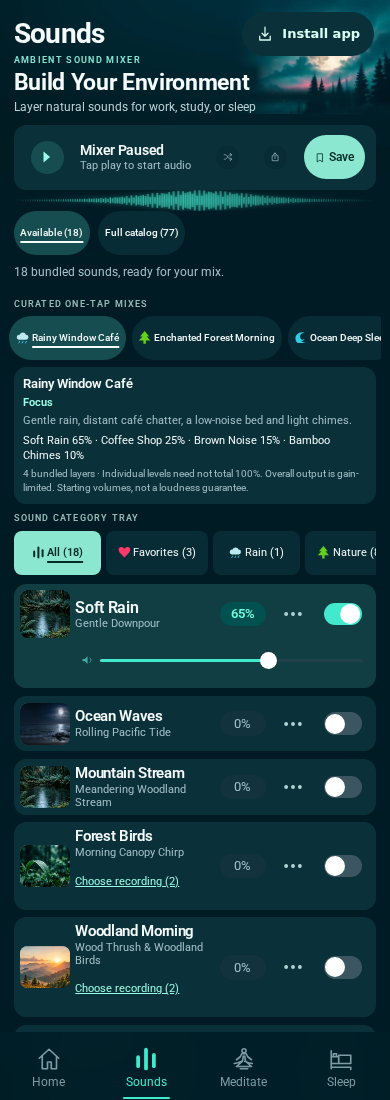 Sounds
Install app
AMBIENT SOUND MIXER
Build Your Environment
Layer natural sounds for work, study, or sleep
Mixer Paused
Tap play to start audio
Save
Available (18)
Full catalog (77)
18 bundled sounds, ready for your mix.
CURATED ONE-TAP MIXES
Rainy Window Café
Enchanted Forest Morning
Ocean Deep Slee
Rainy Window Café
Focus
Gentle rain, distant café chatter, a low-noise bed and light chimes.
Soft Rain 65% · Coffee Shop 25% · Brown Noise 15% · Bamboo
Chimes 10%
4 bundled layers · Individual levels need not total 100%. Overall output is gain-
limited. Starting volumes, not a loudness guarantee.
SOUND CATEGORY TRAY
All (18)
Favorites (3)
Rain (1)
Nature (8
Soft Rain
Gentle Downpour
65%
Ocean Waves
Rolling Pacific Tide
0%
Mountain Stream
Meandering Woodland
Stream
0%
Forest Birds
Morning Canopy Chirp
Choose recording (2)
0%
Woodland Morning
Wood Thrush & Woodland
Birds
Choose recording (2)
0%
Home
Sounds
Meditate
Sleep